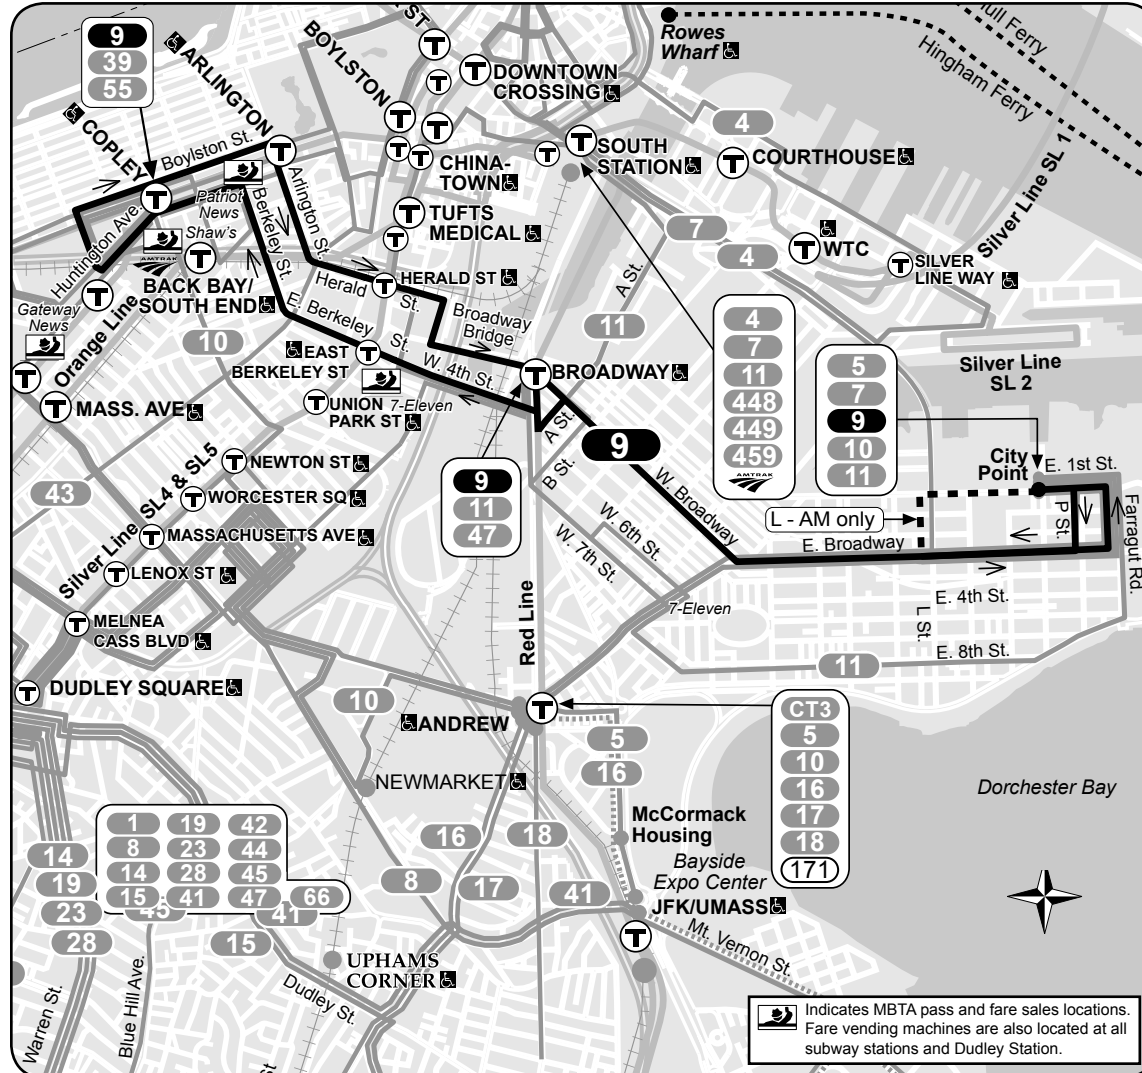 9
39
55
COPLEY
ARLINGTON
BOYLSTON
ST
DOWNTOWN
CROSSING
Rowes
Wharf
Hull Ferry
Hingham Ferry
4
SOUTH
STATION
COURTHOUSE
Silver Line SL 1
Boylston St.
CHINA-
TOWN
Patriot
News
Berkeley St.
Arlington St.
TUFTS
MEDICAL
7
4
WTC
SILVER
LINE WAY
Huntington Ave.
Shaw's
AMTRAK
BACK BAY/
SOUTH END
Herald
St.
HERALD ST
A St.
Gateway
News
Orange Line
10
E. Berkeley
St.
Broadway
Bridge
11
Silver Line
SL 2
EAST
BERKELEY ST
W. 4th St.
BROADWAY
4
7
11
448
449
459
AMTRAK
5
7
9
10
11
MASS. AVE
UNION
PARK ST
7-Eleven
A St.
9
City
Point
E. 1st St.
NEWTON ST
B St.
9
11
47
43
Silver Line SL4 & SL5
WORCESTER SQ
W. Broadway
L - AM only
P St.
Farragut Rd.
MASSACHUSETTS AVE
W. 6th St.
W. 7th St.
E. Broadway
LENOX ST
E. 4th St.
MELNEA
CASS BLVD
Red Line
7-Eleven
L St.
E. 8th St.
11
DUDLEY SQUARE
10
ANDREW
CT3
5
10
16
17
18
171
5
16
NEWMARKET
Dorchester Bay
1
19
42
8
23
44
14
28
45
15
41
47
66
16
18
McCormack
Housing
14
19
23
28
8
17
41
Bayside
Expo Center
JFK/UMASS
45
41
15
Mt. Vernon St.
UPHAMS
CORNER
Dudley St.
Warren St.
Blue Hill Ave.
St.
Indicates MBTA pass and fare sales locations.
Fare vending machines are also located at all
subway stations and Dudley Station.